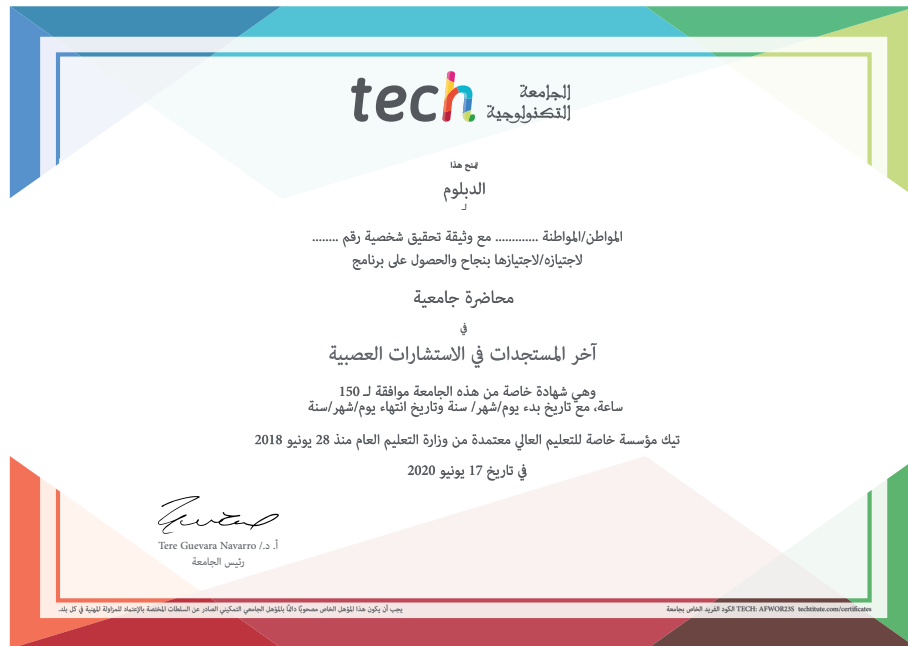 tech
الجامعة
التكنولوجية
يمنح هذا
الدبلوم
لـ
المواطن/المواطنة ............. مع وثيقة تحقيق شخصية رقم ........
لاجتيازه/لاجتيازها بنجاح والحصول على برنامج
محاضرة جامعية
في
آخر المستجدات في الاستشارات العصبية
وهي شهادة خاصة من هذه الجامعة موافقة لـ 150
ساعة، مع تاريخ بدء يوم/شهر/ سنة وتاريخ انتهاء يوم/شهر/سنة
تيك مؤسسة خاصة للتعليم العالي معتمدة من وزارة التعليم العام منذ 28 يونيو 2018
في تاريخ 17 يونيو 2020
أ. د./ Tere Guevara Navarro
رئيس الجامعة
يجب أن يكون هذا المؤهل الخاص مصحوبًا دائمًا بالمؤهل الجامعي التمكيني الصادر عن السلطات المختصة بالإعتماد للمزاولة المهنية في كل بلد.
الكود الفريد الخاص بجامعة TECH: AFWOR23S techtitute.com/certificates